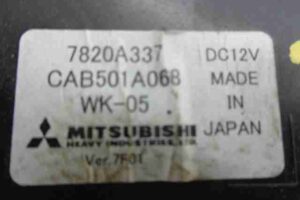 7820A337 DC12V
CAB501A068 MADE
WK-05 IN
MITSUBISHI JAPAN
HEAVY INDUSTRIES, LTD.
Ver.7F01